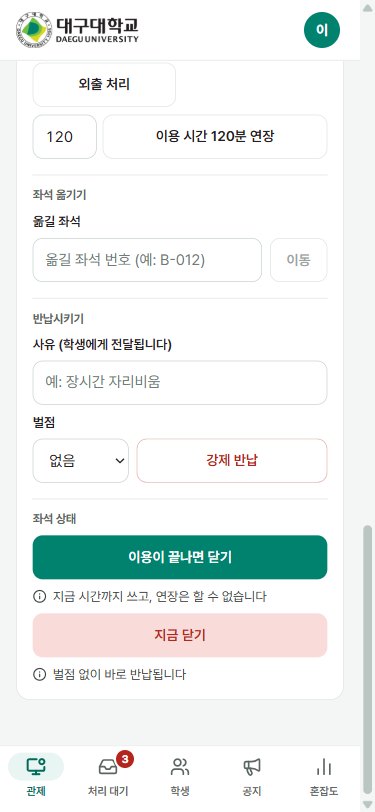 대구대학교
DAEGU UNIVERSITY
이
외출 처리
120
이용 시간 120분 연장
좌석 옮기기
옮길 좌석
옮길 좌석 번호 (예: B-012)
이동
반납시키기
사유 (학생에게 전달됩니다)
예: 장시간 자리비움
벌점
없음
강제 반납
좌석 상태
이용이 끝나면 닫기
지금 시간까지 쓰고, 연장은 할 수 없습니다
지금 닫기
벌점 없이 바로 반납됩니다
3
관제
처리 대기
학생
공지
혼잡도